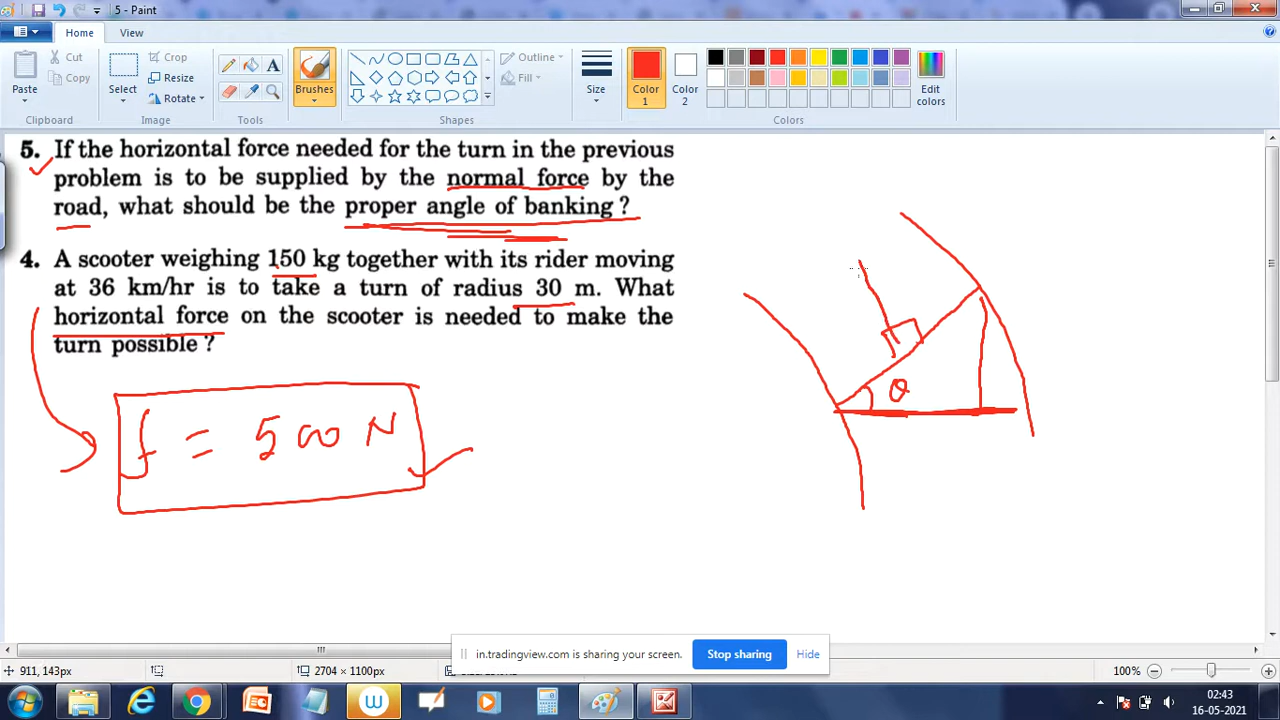 5 - Paint
Home
View
Paste
Cut
Copy
Clipboard
Select
Crop
Resize
Rotate
Image
Tools
Brushes
Outline
Fill
Shapes
Size
Color 1
Color 2
Edit colors
Colors
5. If the horizontal force needed for the turn in the previous
problem is to be supplied by the normal force by the
road, what should be the proper angle of banking ?
4. A scooter weighing 150 kg together with its rider moving
at 36 km/hr is to take a turn of radius 30 m. What
horizontal force on the scooter is needed to make the
turn possible ?
f = 500 N
θ
in.tradingview.com is sharing your screen.
Stop sharing
Hide
911, 143px
2704 × 1100px
100%
02:43
16-05-2021